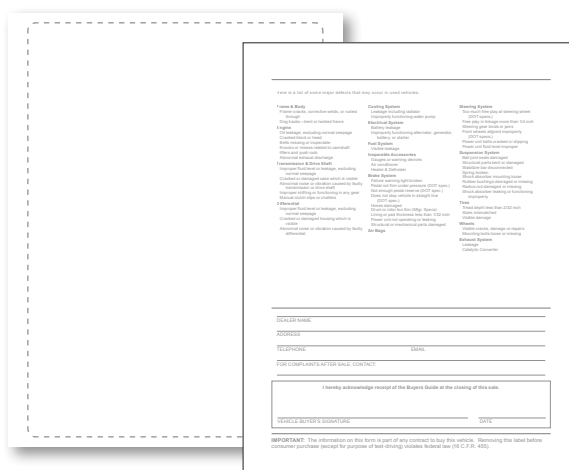 Here is a list of some major defects that may occur in used vehicles.
Frame & Body
Frame-cracks, corrective welds, or rusted
through
Dog tracks—bent or twisted frame
Engine
Oil leakage, excluding normal seepage
Cracked block or head
Belts missing or inoperable
Knocks or misses related to camshaft
lifters and push rods
Abnormal exhaust discharge
Transmission & Drive Shaft
Improper fluid level or leakage, excluding
normal seepage
Cracked or damaged case which is visible
Abnormal noise or vibration caused by faulty
transmission or drive shaft
Improper shifting or functioning in any gear
Manual clutch slips or chatters
Differential
Improper fluid level or leakage, excluding
normal seepage
Cracked or damaged housing which is
visible
Abnormal noise or vibration caused by faulty
differential
Cooling System
Leakage including radiator
Improperly functioning water pump
Electrical System
Battery leakage
Improperly functioning alternator, generator,
battery, or starter
Fuel System
Visible leakage
Inoperable Accessories
Gauges or warning devices
Air conditioner
Heater & Defroster
Brake System
Failure warning light broken
Pedal not firm under pressure (DOT spec.)
Not enough pedal reserve (DOT spec.)
Does not stop vehicle in straight line
(DOT spec.)
Hoses damaged
Drum or rotor too thin (Mfgr. Specs)
Lining or pad thickness less than 1/32 inch
Power unit not operating or leaking
Structural or mechanical parts damaged
Air Bags
Steering System
Too much free play at steering wheel
(DOT specs.)
Free play in linkage more than 1/4 inch
Steering gear binds or jams
Front wheels aligned improperly
(DOT specs.)
Power unit belts cracked or slipping
Power unit fluid level improper
Suspension System
Ball joint seals damaged
Structural parts bent or damaged
Stabilizer bar disconnected
Spring broken
Shock absorber mounting loose
Rubber bushings damaged or missing
Radius rod damaged or missing
Shock absorber leaking or functioning
improperly
Tires
Tread depth less than 2/32 inch
Sizes mismatched
Visible damage
Wheels
Visible cracks, damage or repairs
Mounting bolts loose or missing
Exhaust System
Leakage
Catalytic Converter
DEALER NAME
ADDRESS
TELEPHONE EMAIL
FOR COMPLAINTS AFTER SALE, CONTACT:
I hereby acknowledge receipt of the Buyers Guide at the closing of this sale.
VEHICLE BUYER'S SIGNATURE DATE
IMPORTANT: The information on this form is part of any contract to buy this vehicle. Removing this label before
consumer purchase (except for purpose of test-driving) violates federal law (16 C.F.R. 455).